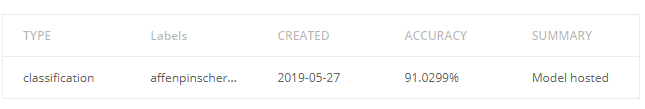 TYPE Labels CREATED ACCURACY SUMMARY
classification affenpinscher... 2019-05-27 91.0299% Model hosted